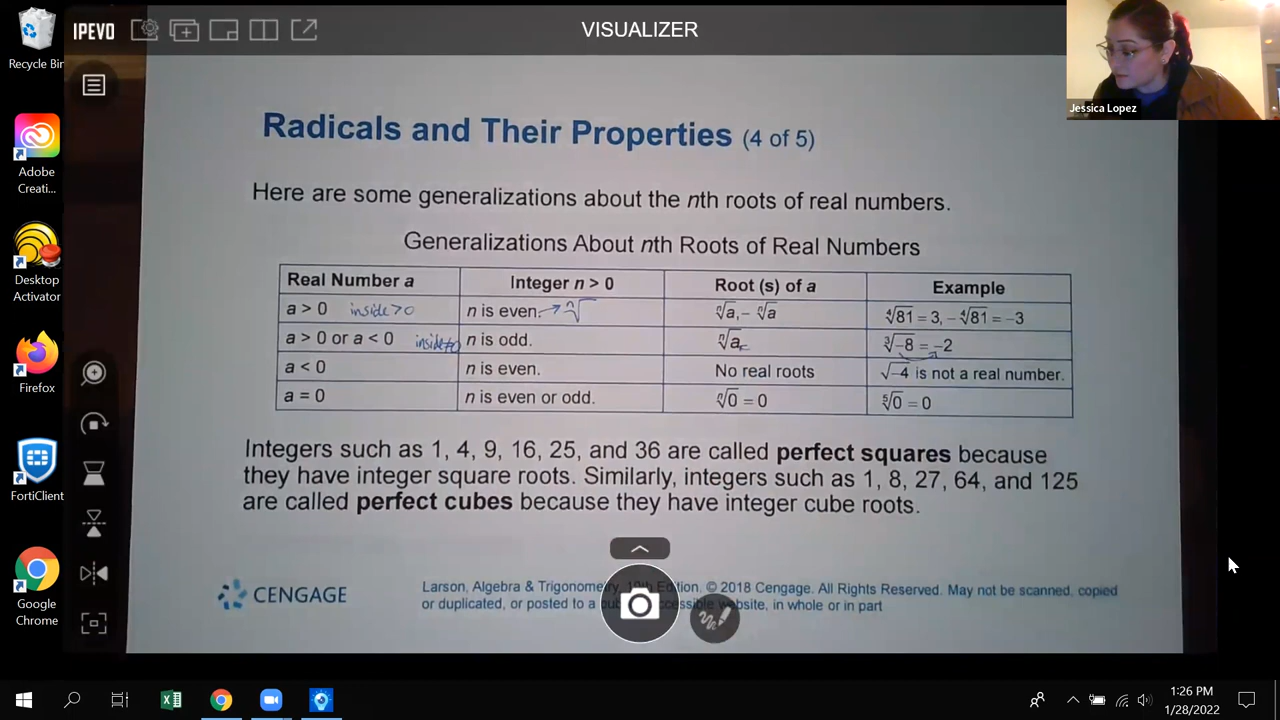 Recycle Bin
IPEVO
VISUALIZER
Jessica Lopez
Adobe
Creati...
Desktop
Activator
Firefox
FortiClient
Google
Chrome
Radicals and Their Properties (4 of 5)
Here are some generalizations about the nth roots of real numbers.
Generalizations About nth Roots of Real Numbers
Real Number a Integer n > 0 Root (s) of a Example
a > 0 inside>0 n is even. → ⁿ√ ⁿ√a, – ⁿ√a ⁴√81 = 3, – ⁴√81 = –3
a > 0 or a < 0 n is odd. ⁿ√a ³√–8 = –2
a < 0 n is even. No real roots √–4 is not a real number.
a = 0 n is even or odd. ⁿ√0 = 0 ⁵√0 = 0
Integers such as 1, 4, 9, 16, 25, and 36 are called perfect squares because
they have integer square roots. Similarly, integers such as 1, 8, 27, 64, and 125
are called perfect cubes because they have integer cube roots.
CENGAGE
Larson, Algebra & Trigonometry, Edition. © 2018 Cengage. All Rights Reserved. May not be scanned, copied
or duplicated, or posted to a website, in whole or in part
1:26 PM
1/28/2022